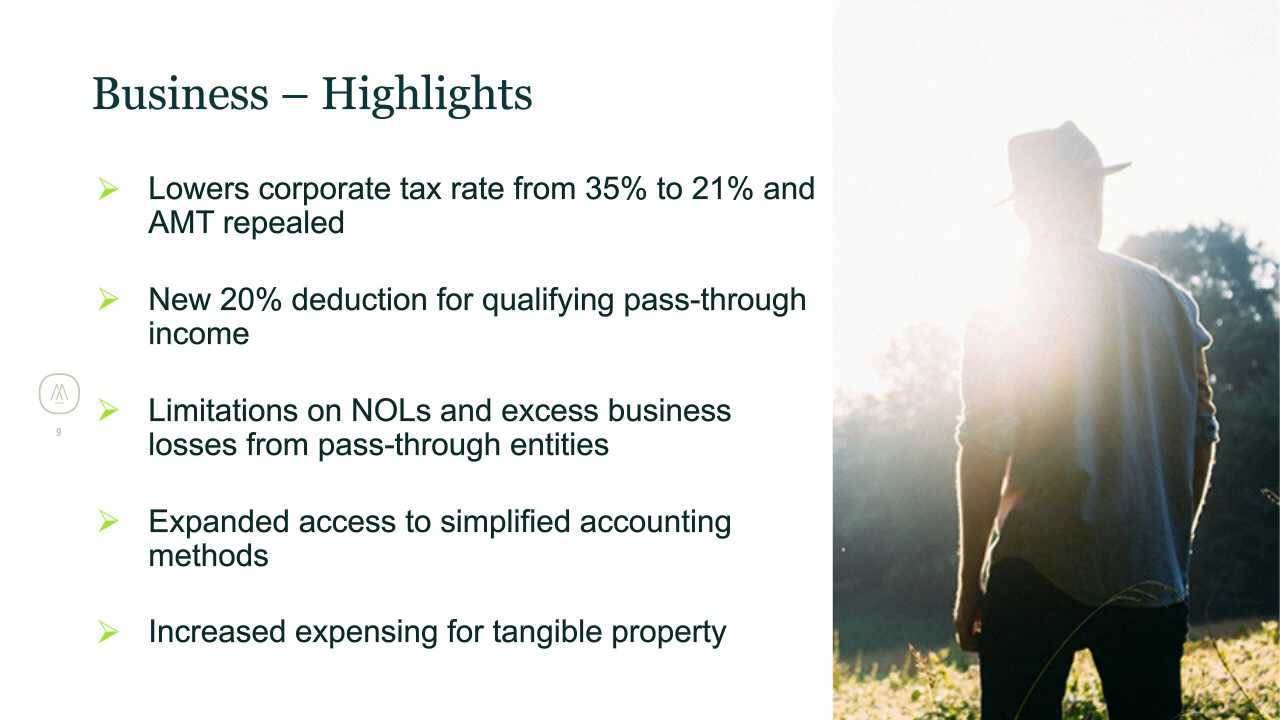 Business – Highlights
Lowers corporate tax rate from 35% to 21% and
AMT repealed
New 20% deduction for qualifying pass-through
income
Limitations on NOLs and excess business
losses from pass-through entities
Expanded access to simplified accounting
methods
Increased expensing for tangible property
9